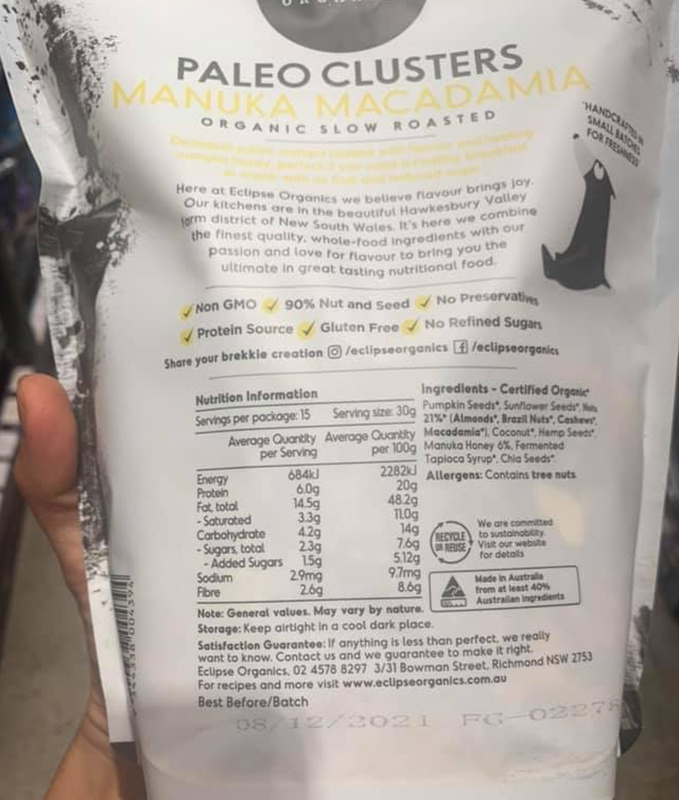 PALEO CLUSTERS
MANUKA MACADAMIA
ORGANIC SLOW ROASTED
'HANDCRAFTED IN
SMALL BATCHES
FOR FRESHNESS'
Here at Eclipse Organics we believe flavour brings joy.
Our kitchens are in the beautiful Hawkesbury Valley
farm district of New South Wales. It's here we combine
the finest quality, whole-food ingredients with our
passion and love for flavour to bring you the
ultimate in great tasting nutritional food.
Non GMO 90% Nut and Seed No Preservatives
Protein Source Gluten Free No Refined Sugars
Share your brekkie creation /eclipseorganics /eclipseorganics
Nutrition Information
Servings per package: 15 Serving size: 30g
Average Quantity Average Quantity
per Serving per 100g
Energy 684kJ 2282kJ
Protein 6.0g 20g
Fat, total 14.5g 48.2g
- Saturated 3.3g 11.0g
Carbohydrate 4.2g 14g
- Sugars, total 2.3g 7.6g
- Added Sugars 1.5g 5.12g
Sodium 2.9mg 9.7mg
Fibre 2.6g 8.6g
Ingredients - Certified Organic*
Pumpkin Seeds*, Sunflower Seeds*, Nuts
21%* (Almonds*, Brazil Nuts*, Cashews*,
Macadamia*), Coconut*, Hemp Seeds*,
Manuka Honey 6%, Fermented
Tapioca Syrup*, Chia Seeds*.
Allergens: Contains tree nuts.
RECYCLE
OR REUSE
We are committed
to sustainability.
Visit our website
for details
Made in Australia
from at least 40%
Australian ingredients
Note: General values. May vary by nature.
Storage: Keep airtight in a cool dark place.
Satisfaction Guarantee: If anything is less than perfect, we really
want to know. Contact us and we guarantee to make it right.
Eclipse Organics, 02 4578 8297 3/31 Bowman Street, Richmond NSW 2753
For recipes and more visit www.eclipseorganics.com.au
Best Before/Batch
08/12/2021 FG-02278